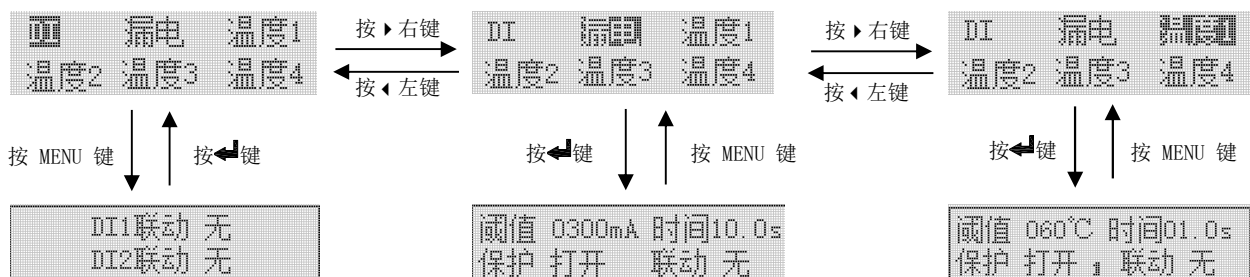 DI 漏电 温度1
温度2 温度3 温度4
按 右键
按 左键
DI 漏电 温度1
温度2 温度3 温度4
按 右键
按 左键
DI 漏电 温度1
温度2 温度3 温度4
按 MENU 键
按 键
按 键
按 MENU 键
按 键
按 MENU 键
DI1联动 无
DI2联动 无
阈值 0300mA 时间10.0s
保护 打开 联动 无
阈值 060℃ 时间01.0s
保护 打开 , 联动 无